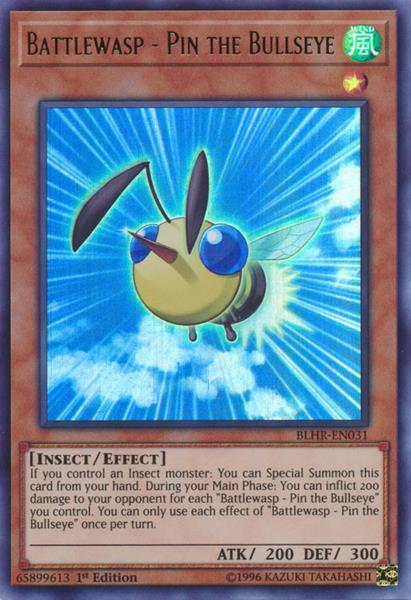 BATTLEWASP - PIN THE BULLSEYE
WIND
風
BLHR-EN031
[INSECT/EFFECT]
If you control an Insect monster: You can Special Summon this
card from your hand. During your Main Phase: You can inflict 200
damage to your opponent for each "Battlewasp - Pin the Bullseye"
you control. You can only use each effect of "Battlewasp - Pin the
Bullseye" once per turn.
ATK/ 200 DEF/ 300
65899613 1st Edition ©1996 KAZUKI TAKAHASHI